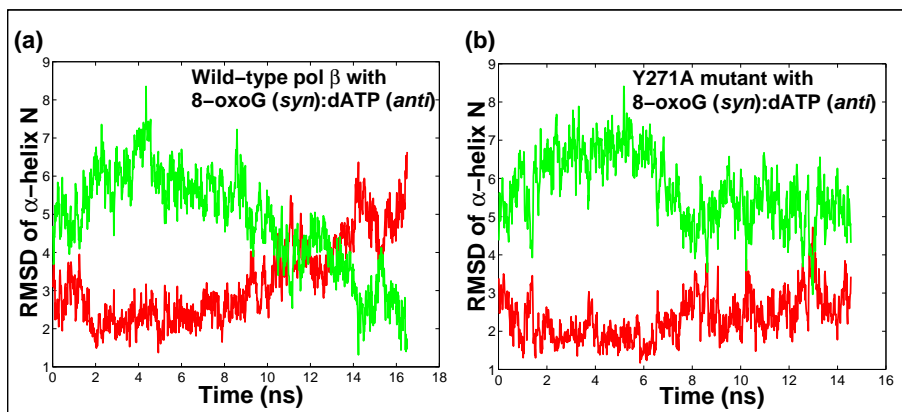 (a)
Wild−type pol β with
8−oxoG (syn):dATP (anti)
RMSD of α−helix N
9
8
7
6
5
4
3
2
1
0 2 4 6 8 10 12 14 16 18
Time (ns)
(b)
Y271A mutant with
8−oxoG (syn):dATP (anti)
RMSD of α−helix N
9
8
7
6
5
4
3
2
1
0 2 4 6 8 10 12 14 16
Time (ns)